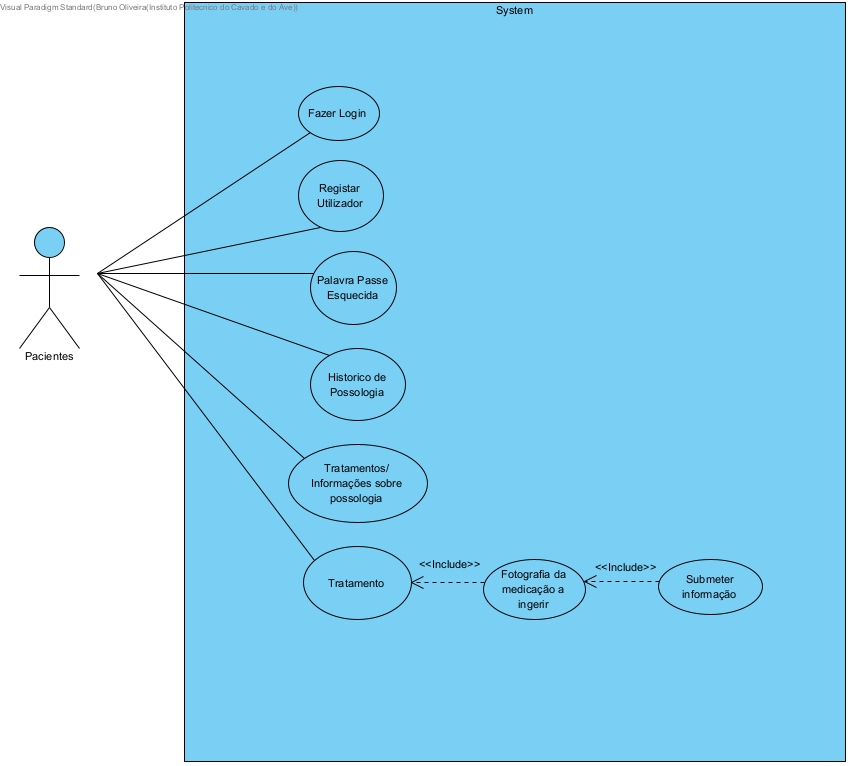 Visual Paradigm Standard(Bruno Oliveira(Instituto Politecnico do Cavado e do Ave))
System
Fazer Login
Registar
Utilizador
Palavra Passe
Esquecida
Pacientes
Historico de
Possologia
Tratamentos/
Informações sobre
possologia
Tratamento
<<Include>>
Fotografia da
medicação a
ingerir
<<Include>>
Submeter
informação